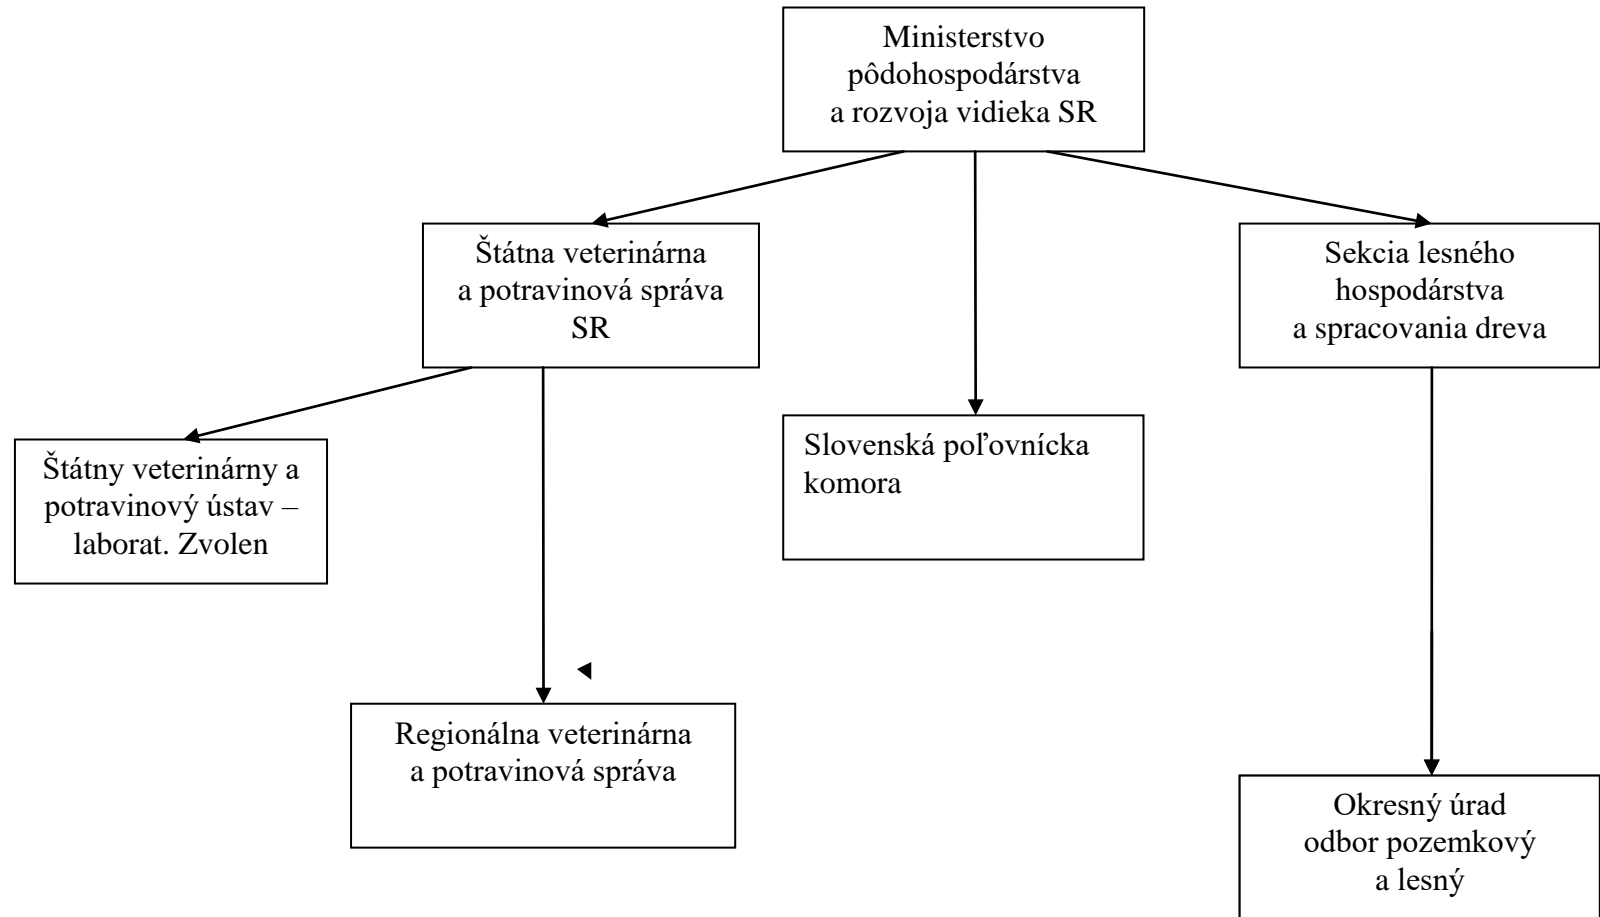 Ministerstvo
pôdohospodárstva
a rozvoja vidieka SR
Štátna veterinárna
a potravinová správa
SR
Sekcia lesného
hospodárstva
a spracovania dreva
Slovenská poľovnícka
komora
Štátny veterinárny a
potravinový ústav –
laborat. Zvolen
Regionálna veterinárna
a potravinová správa
Okresný úrad
odbor pozemkový
a lesný